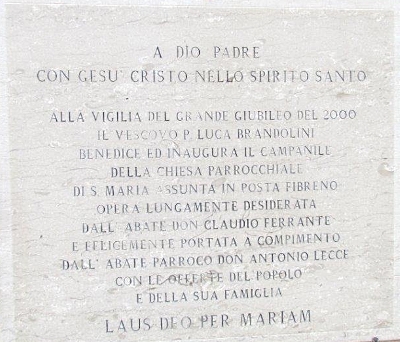 A DIO PADRE
CON GESU' CRISTO NELLO SPIRITO SANTO
ALLA VIGILIA DEL GRANDE GIUBILEO DEL 2000
IL VESCOVO P. LUCA BRANDOLINI
BENEDICE ED INAUGURA IL CAMPANILE
DELLA CHIESA PARROCCHIALE
DI S. MARIA ASSUNTA IN POSTA FIBRENO
OPERA LUNGAMENTE DESIDERATA
DALL' ABATE DON CLAUDIO FERRANTE
E FELICEMENTE PORTATA A COMPIMENTO
DALL' ABATE PARROCO DON ANTONIO LECCE
CON LE OFFERTE DEL POPOLO
E DELLA SUA FAMIGLIA
LAUS DEO PER MARIAM